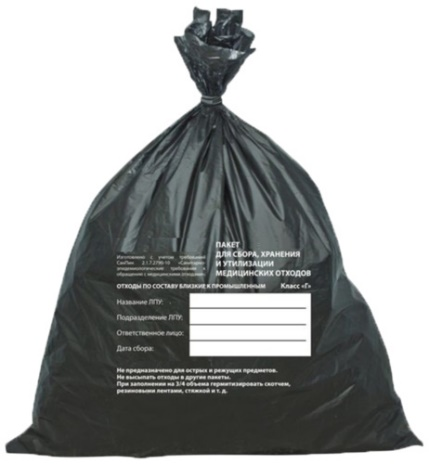 ПАКЕТ
ДЛЯ СБОРА, ХРАНЕНИЯ
И УТИЛИЗАЦИИ
МЕДИЦИНСКИХ ОТХОДОВ
Изготовлено с учетом требований
СанПин 2.1.7.2790-10 «Санитарно-
эпидемиологические требования к
обращению с медицинскими отходами»
ОТХОДЫ ПО СОСТАВУ БЛИЗКИЕ К ПРОМЫШЛЕННЫМ Класс «Г»
Название ЛПУ:
Подразделение ЛПУ:
Ответственное лицо:
Дата сбора:
Не предназначено для острых и режущих предметов.
Не высыпать отходы в другие пакеты.
При заполнении на 3/4 объема герметизировать скотчем,
резиновыми лентами, стяжкой и т. д.